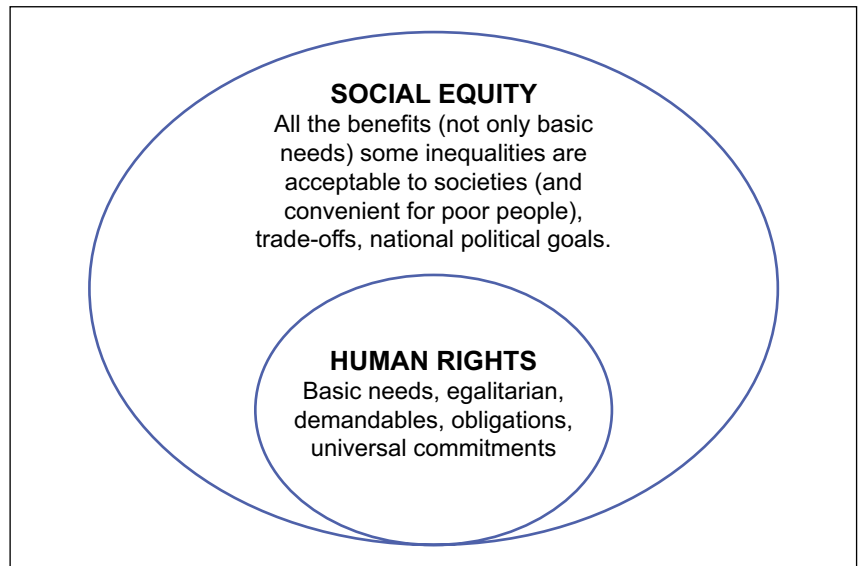 SOCIAL EQUITY
All the benefits (not only basic
needs) some inequalities are
acceptable to societies (and
convenient for poor people),
trade-offs, national political goals.
HUMAN RIGHTS
Basic needs, egalitarian,
demandables, obligations,
universal commitments